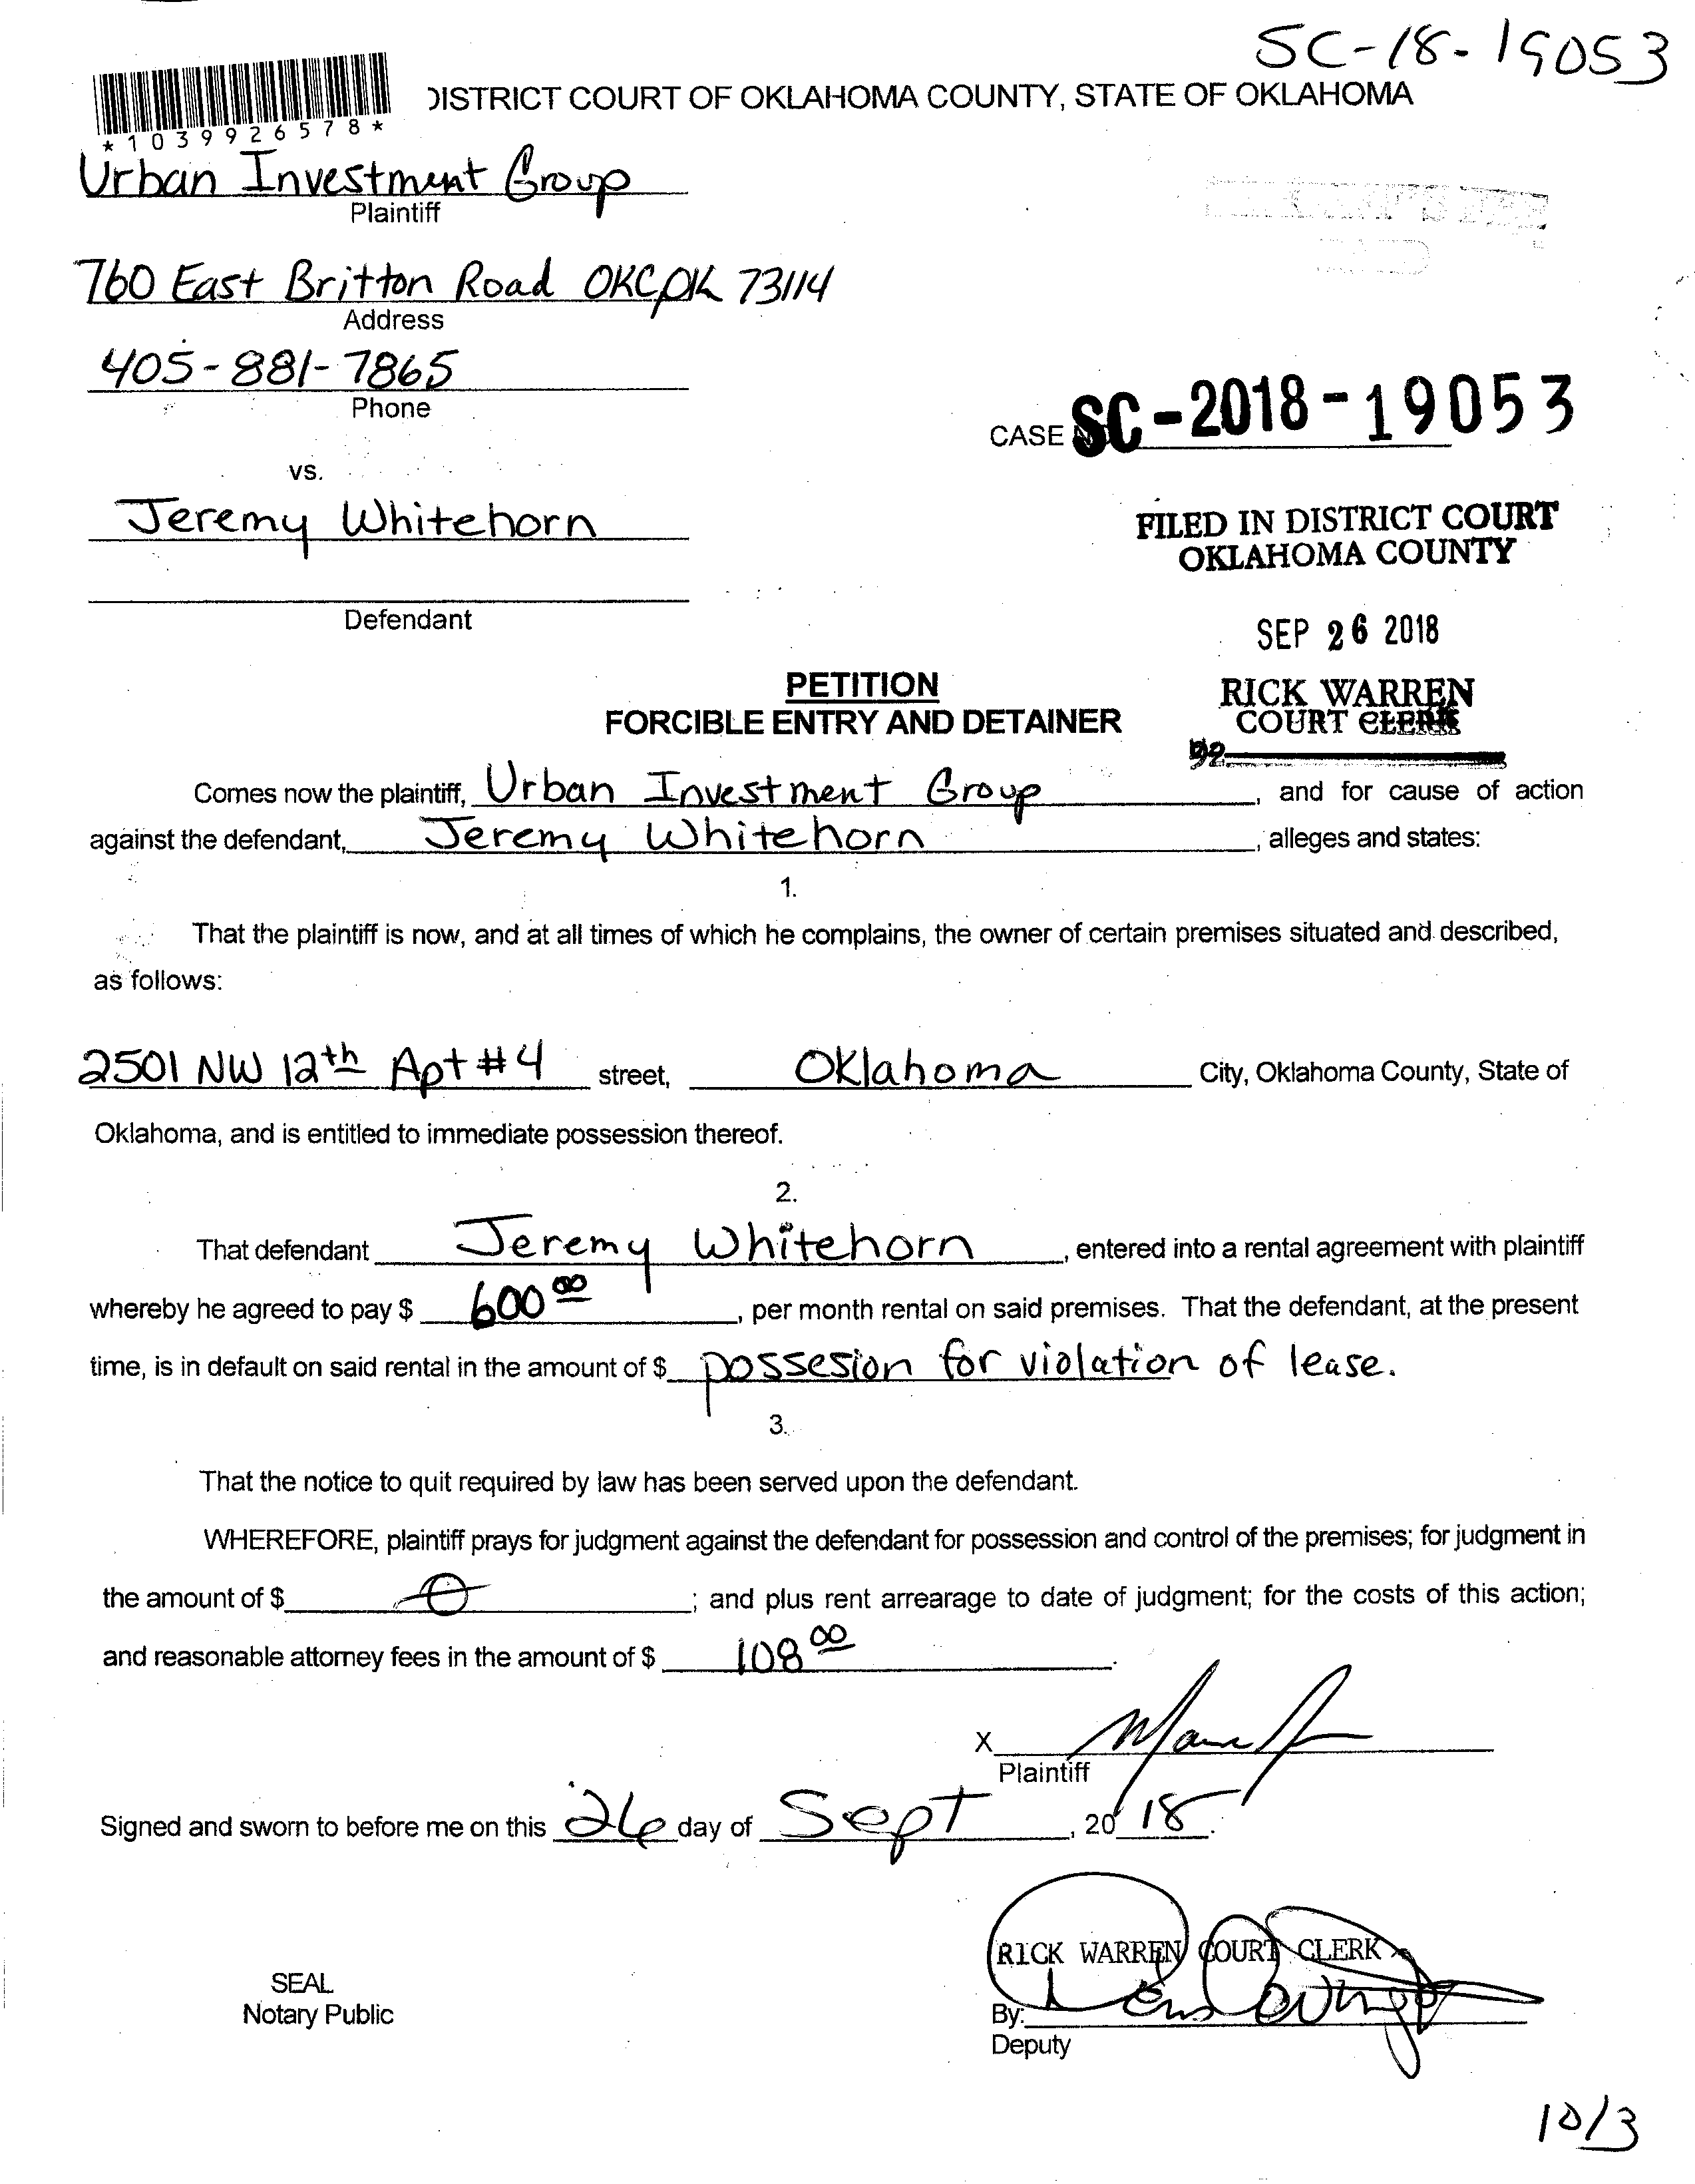 SC-18-19053
DISTRICT COURT OF OKLAHOMA COUNTY, STATE OF OKLAHOMA
*1039926578*
Urban Investment Group
Plaintiff
760 East Britton Road OKC, OK 73114
Address
405-881-7865
Phone
CASE NO SC-2018-19053
vs.
Jeremy Whitehorn
FILED IN DISTRICT COURT
OKLAHOMA COUNTY
Defendant
SEP 26 2018
PETITION
FORCIBLE ENTRY AND DETAINER
RICK WARREN
COURT CLERK
Comes now the plaintiff, Urban Investment Group, and for cause of action
against the defendant, Jeremy Whitehorn, alleges and states:
1.
That the plaintiff is now, and at all times of which he complains, the owner of certain premises situated and described,
as follows:
2501 NW 12th Apt #4 street, Oklahoma City, Oklahoma County, State of
Oklahoma, and is entitled to immediate possession thereof.
2.
That defendant Jeremy Whitehorn, entered into a rental agreement with plaintiff
whereby he agreed to pay $ 600.00, per month rental on said premises. That the defendant, at the present
time, is in default on said rental in the amount of $ possesion for violation of lease.
3.
That the notice to quit required by law has been served upon the defendant.
WHEREFORE, plaintiff prays for judgment against the defendant for possession and control of the premises; for judgment in
the amount of $ 0; and plus rent arrearage to date of judgment; for the costs of this action;
and reasonable attorney fees in the amount of $ 108.00.
X
Plaintiff
Signed and sworn to before me on this 26 day of Sept, 2018.
RICK WARREN COURT CLERK
SEAL
Notary Public
By:
Deputy
10/3